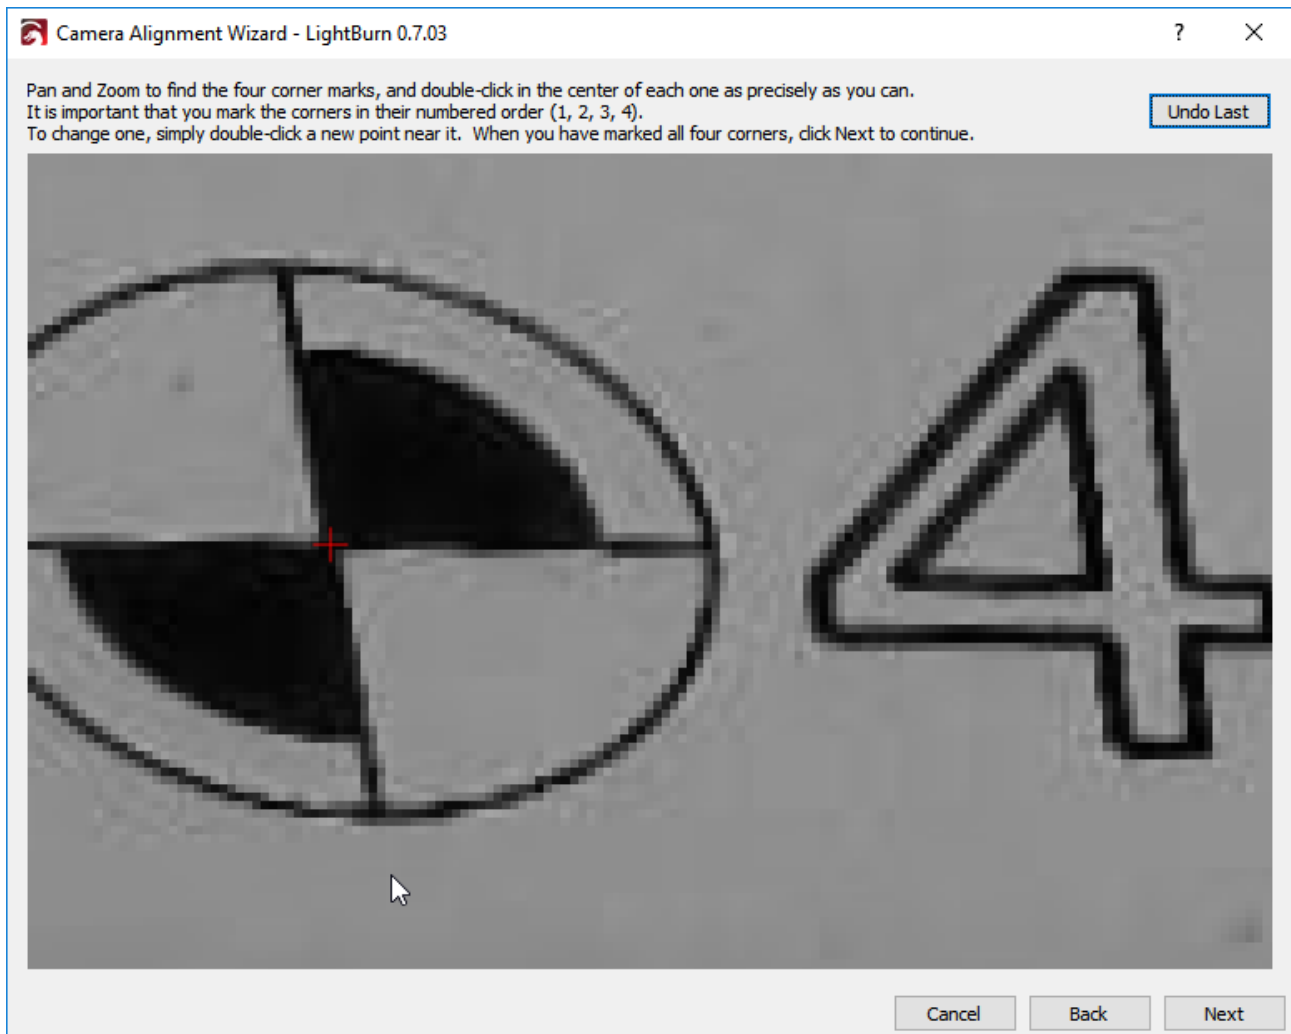 Camera Alignment Wizard - LightBurn 0.7.03
Pan and Zoom to find the four corner marks, and double-click in the center of each one as precisely as you can.
It is important that you mark the corners in their numbered order (1, 2, 3, 4).
To change one, simply double-click a new point near it.  When you have marked all four corners, click Next to continue.
Undo Last
4
Cancel
Back
Next